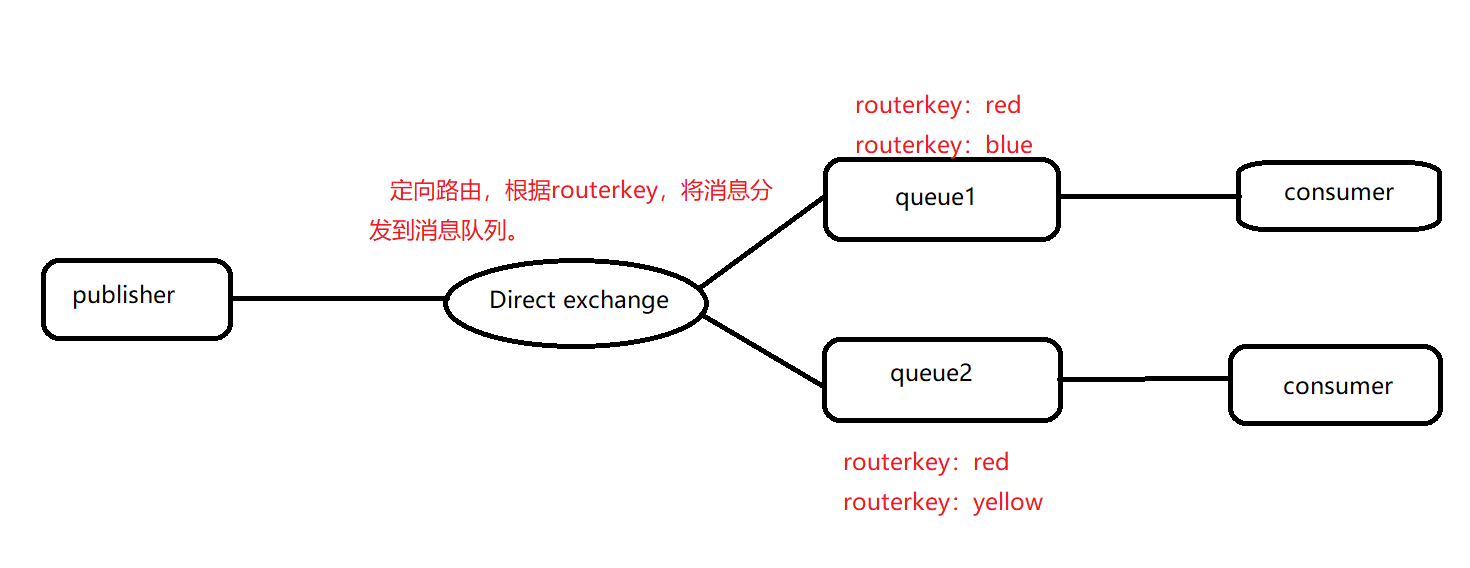 routerkey：red
routerkey：blue
定向路由，根据routerkey，将消息分
发到消息队列。
queue1
consumer
publisher
Direct exchange
queue2
consumer
routerkey：red
routerkey：yellow